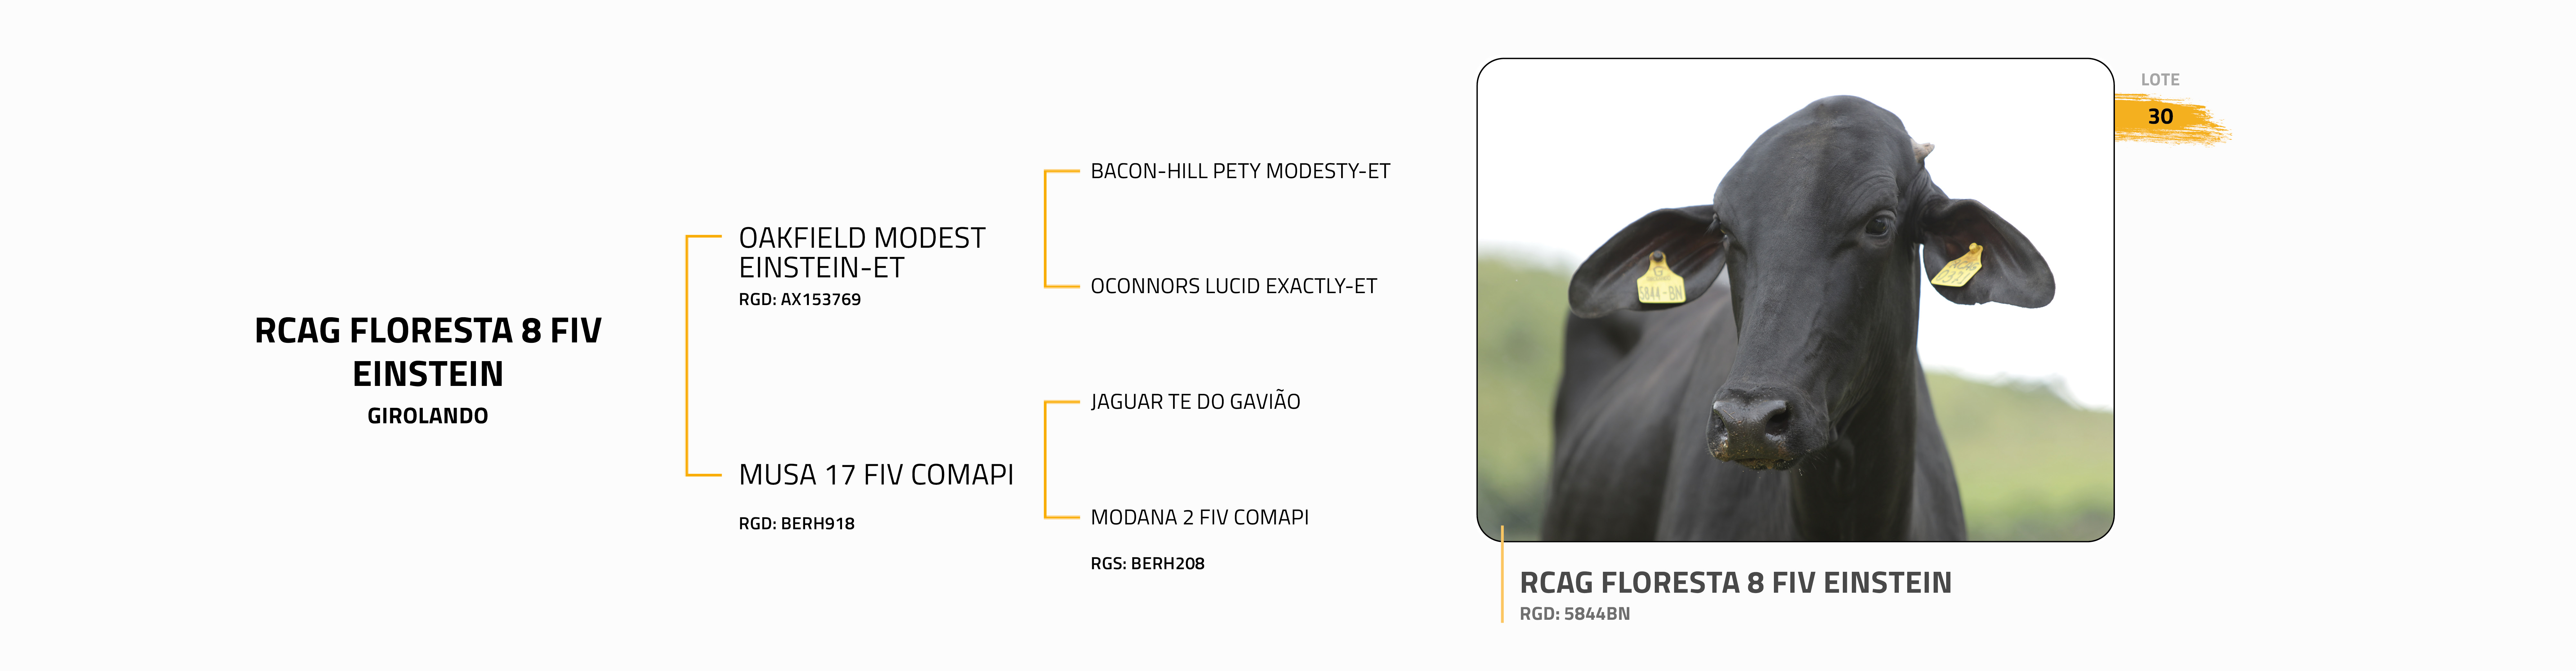 RCAG FLORESTA 8 FIV
EINSTEIN
GIROLANDO
OAKFIELD MODEST
EINSTEIN-ET
RGD: AX153769
MUSA 17 FIV COMAPI
RGD: BERH918
BACON-HILL PETY MODESTY-ET
OCONNORS LUCID EXACTLY-ET
JAGUAR TE DO GAVIÃO
MODANA 2 FIV COMAPI
RGS: BERH208
G
5844-BN
LOTE
30
RCAG FLORESTA 8 FIV EINSTEIN
RGD: 5844BN